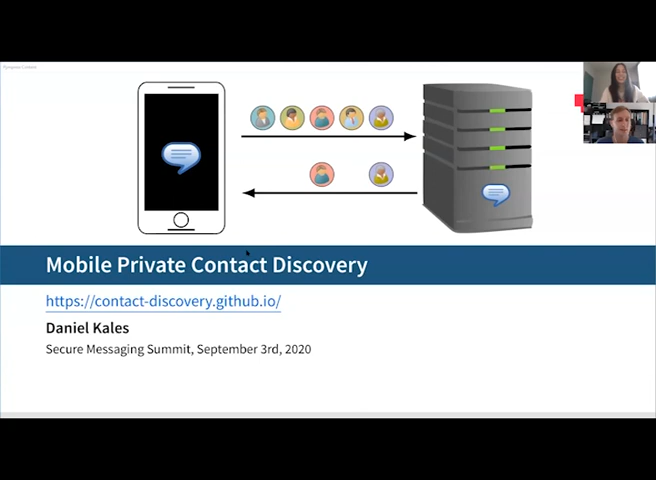 Mobile Private Contact Discovery
https://contact-discovery.github.io/
Daniel Kales
Secure Messaging Summit, September 3rd, 2020